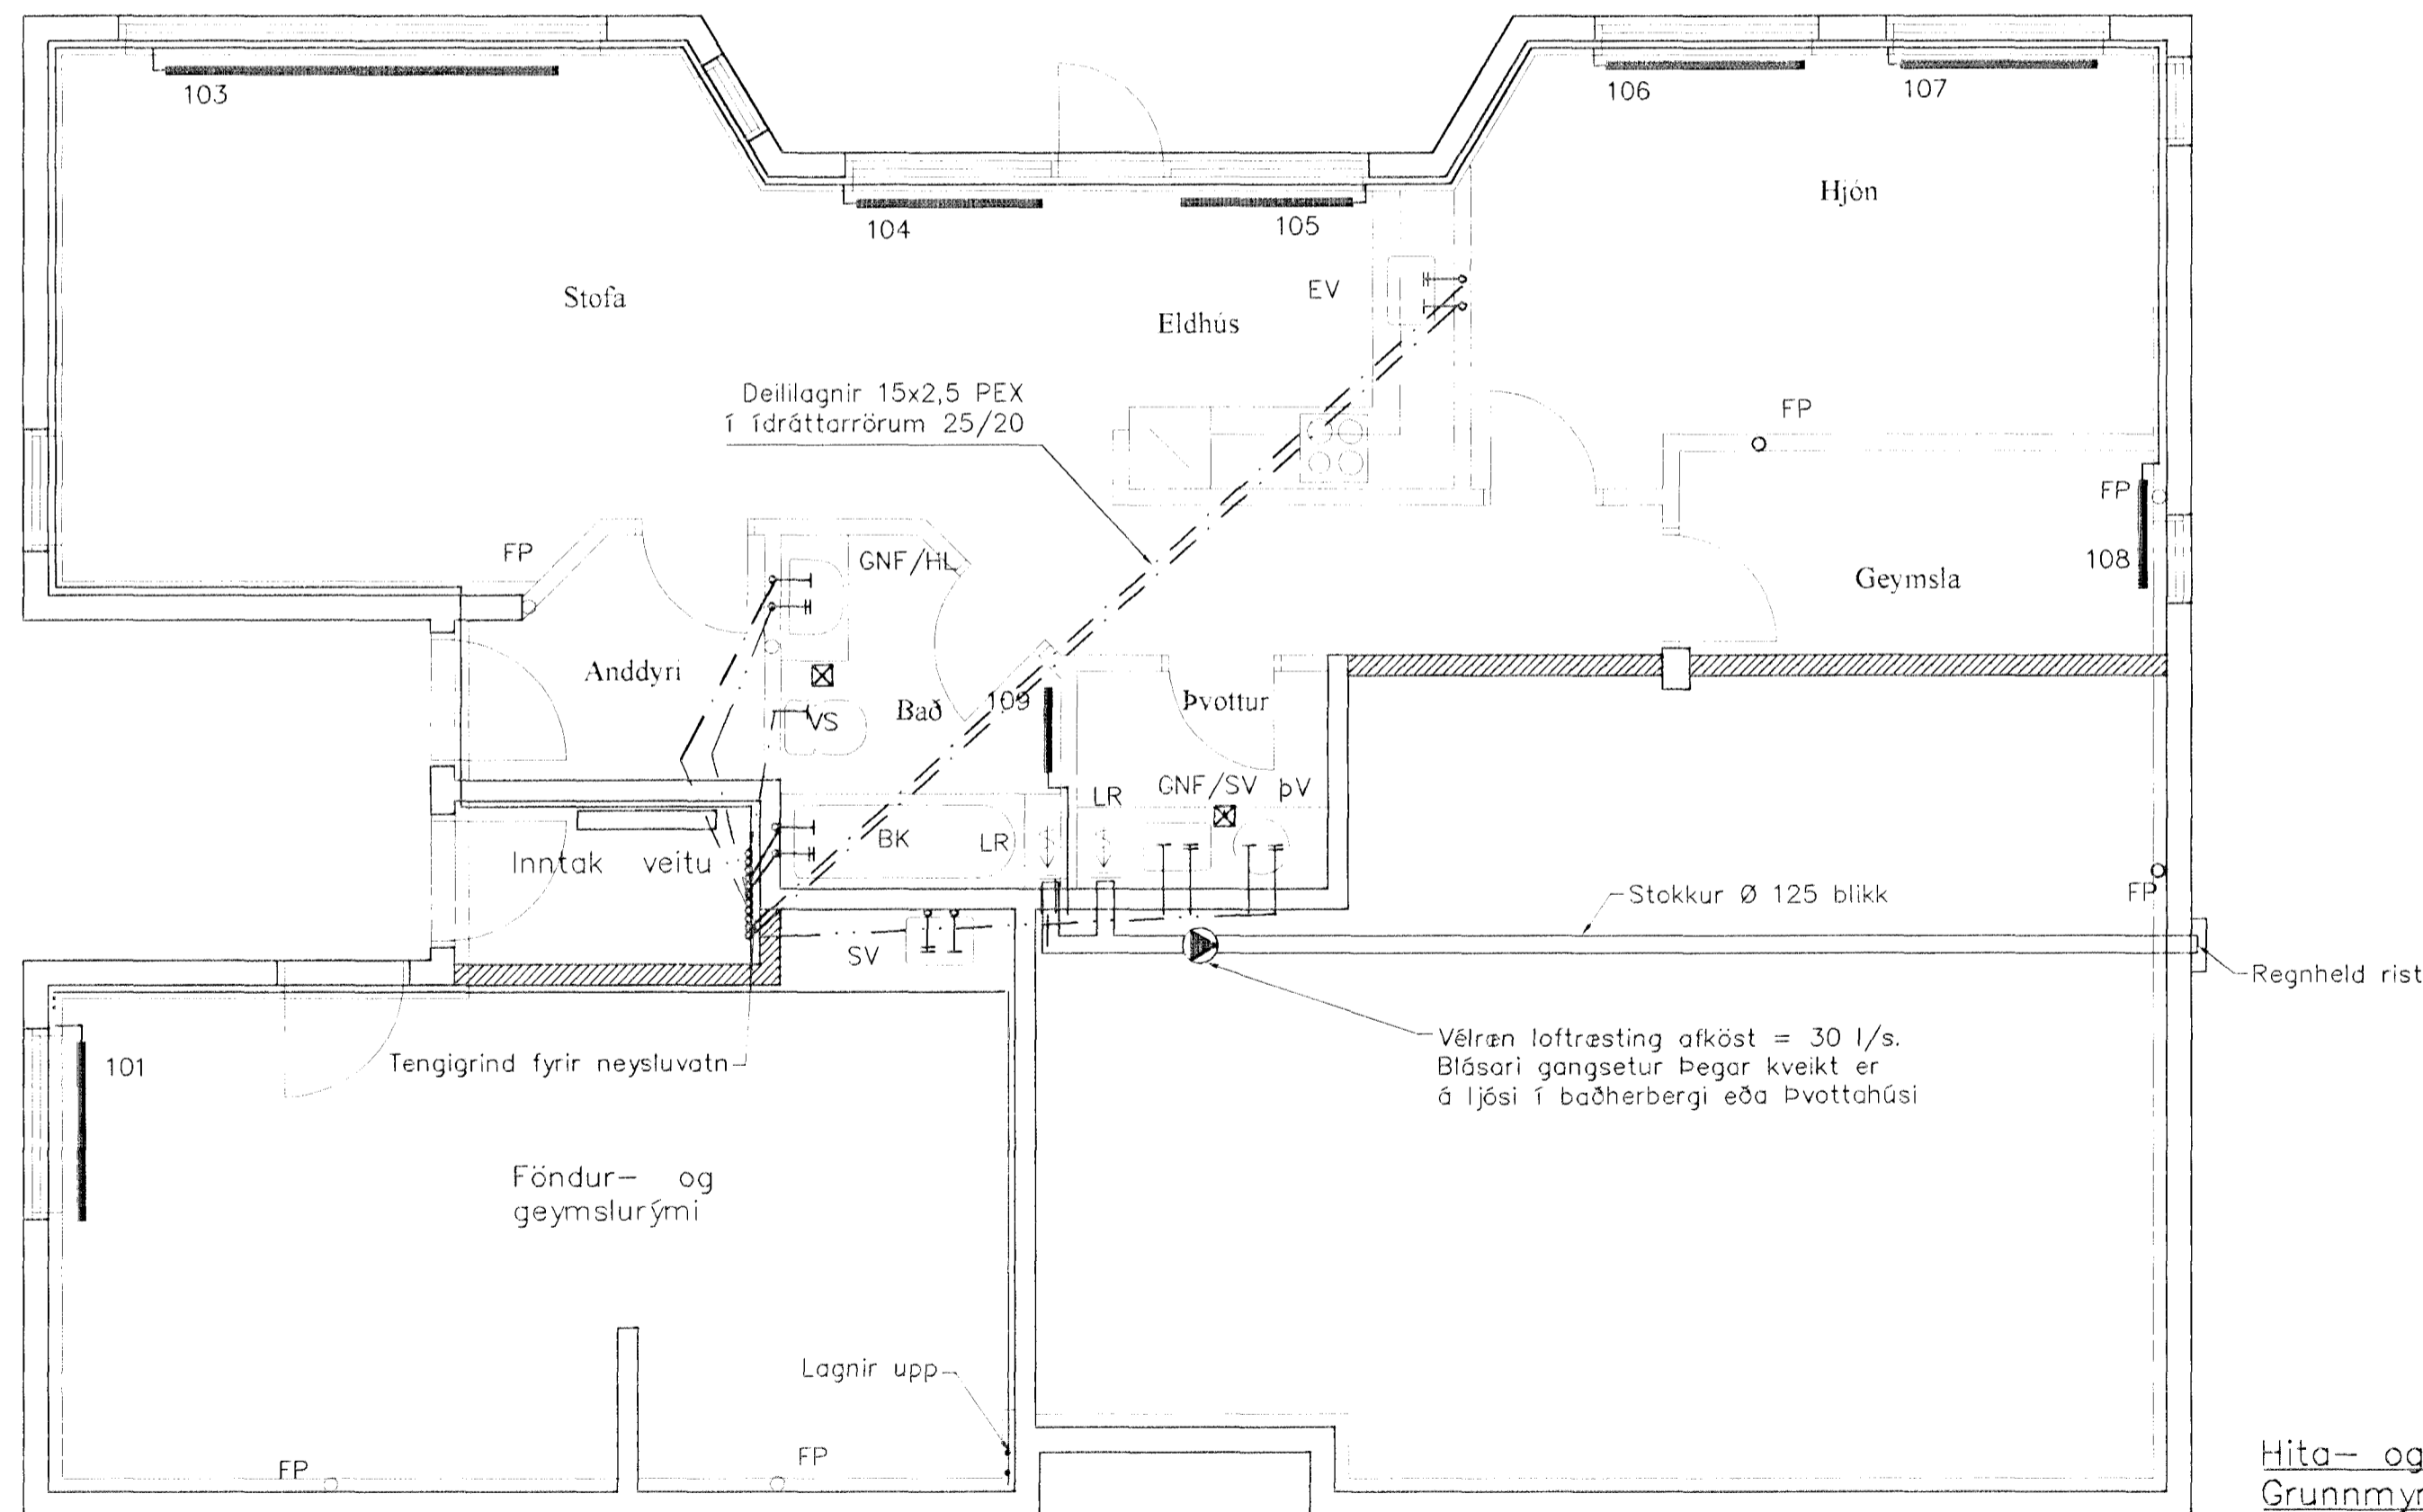 103
106
107
Hjón
104
105
Stofa
EV
Eldhús
Deililagnir 15x2,5 PEX
í ídráttarrörum 25/20
FP
FP
108
FP
GNF/HL
Geymsla
Anddyri
VS
Bað
109
Þvottur
LR
GNF/SV
ÞV
BK
LR
Inntak veitu
FP
Stokkur Ø 125 blikk
SV
Regnheld rist
Vélræn loftræsting afköst = 30 l/s.
Blásari gangsetur Þegar kveikt er
á ljósi í baðherbergi eða Þvottahúsi
101
Tengigrind fyrir neysluvatn
Föndur- og
geymslurými
Lagnir upp
FP
FP
Hita- og
Grunnmyn